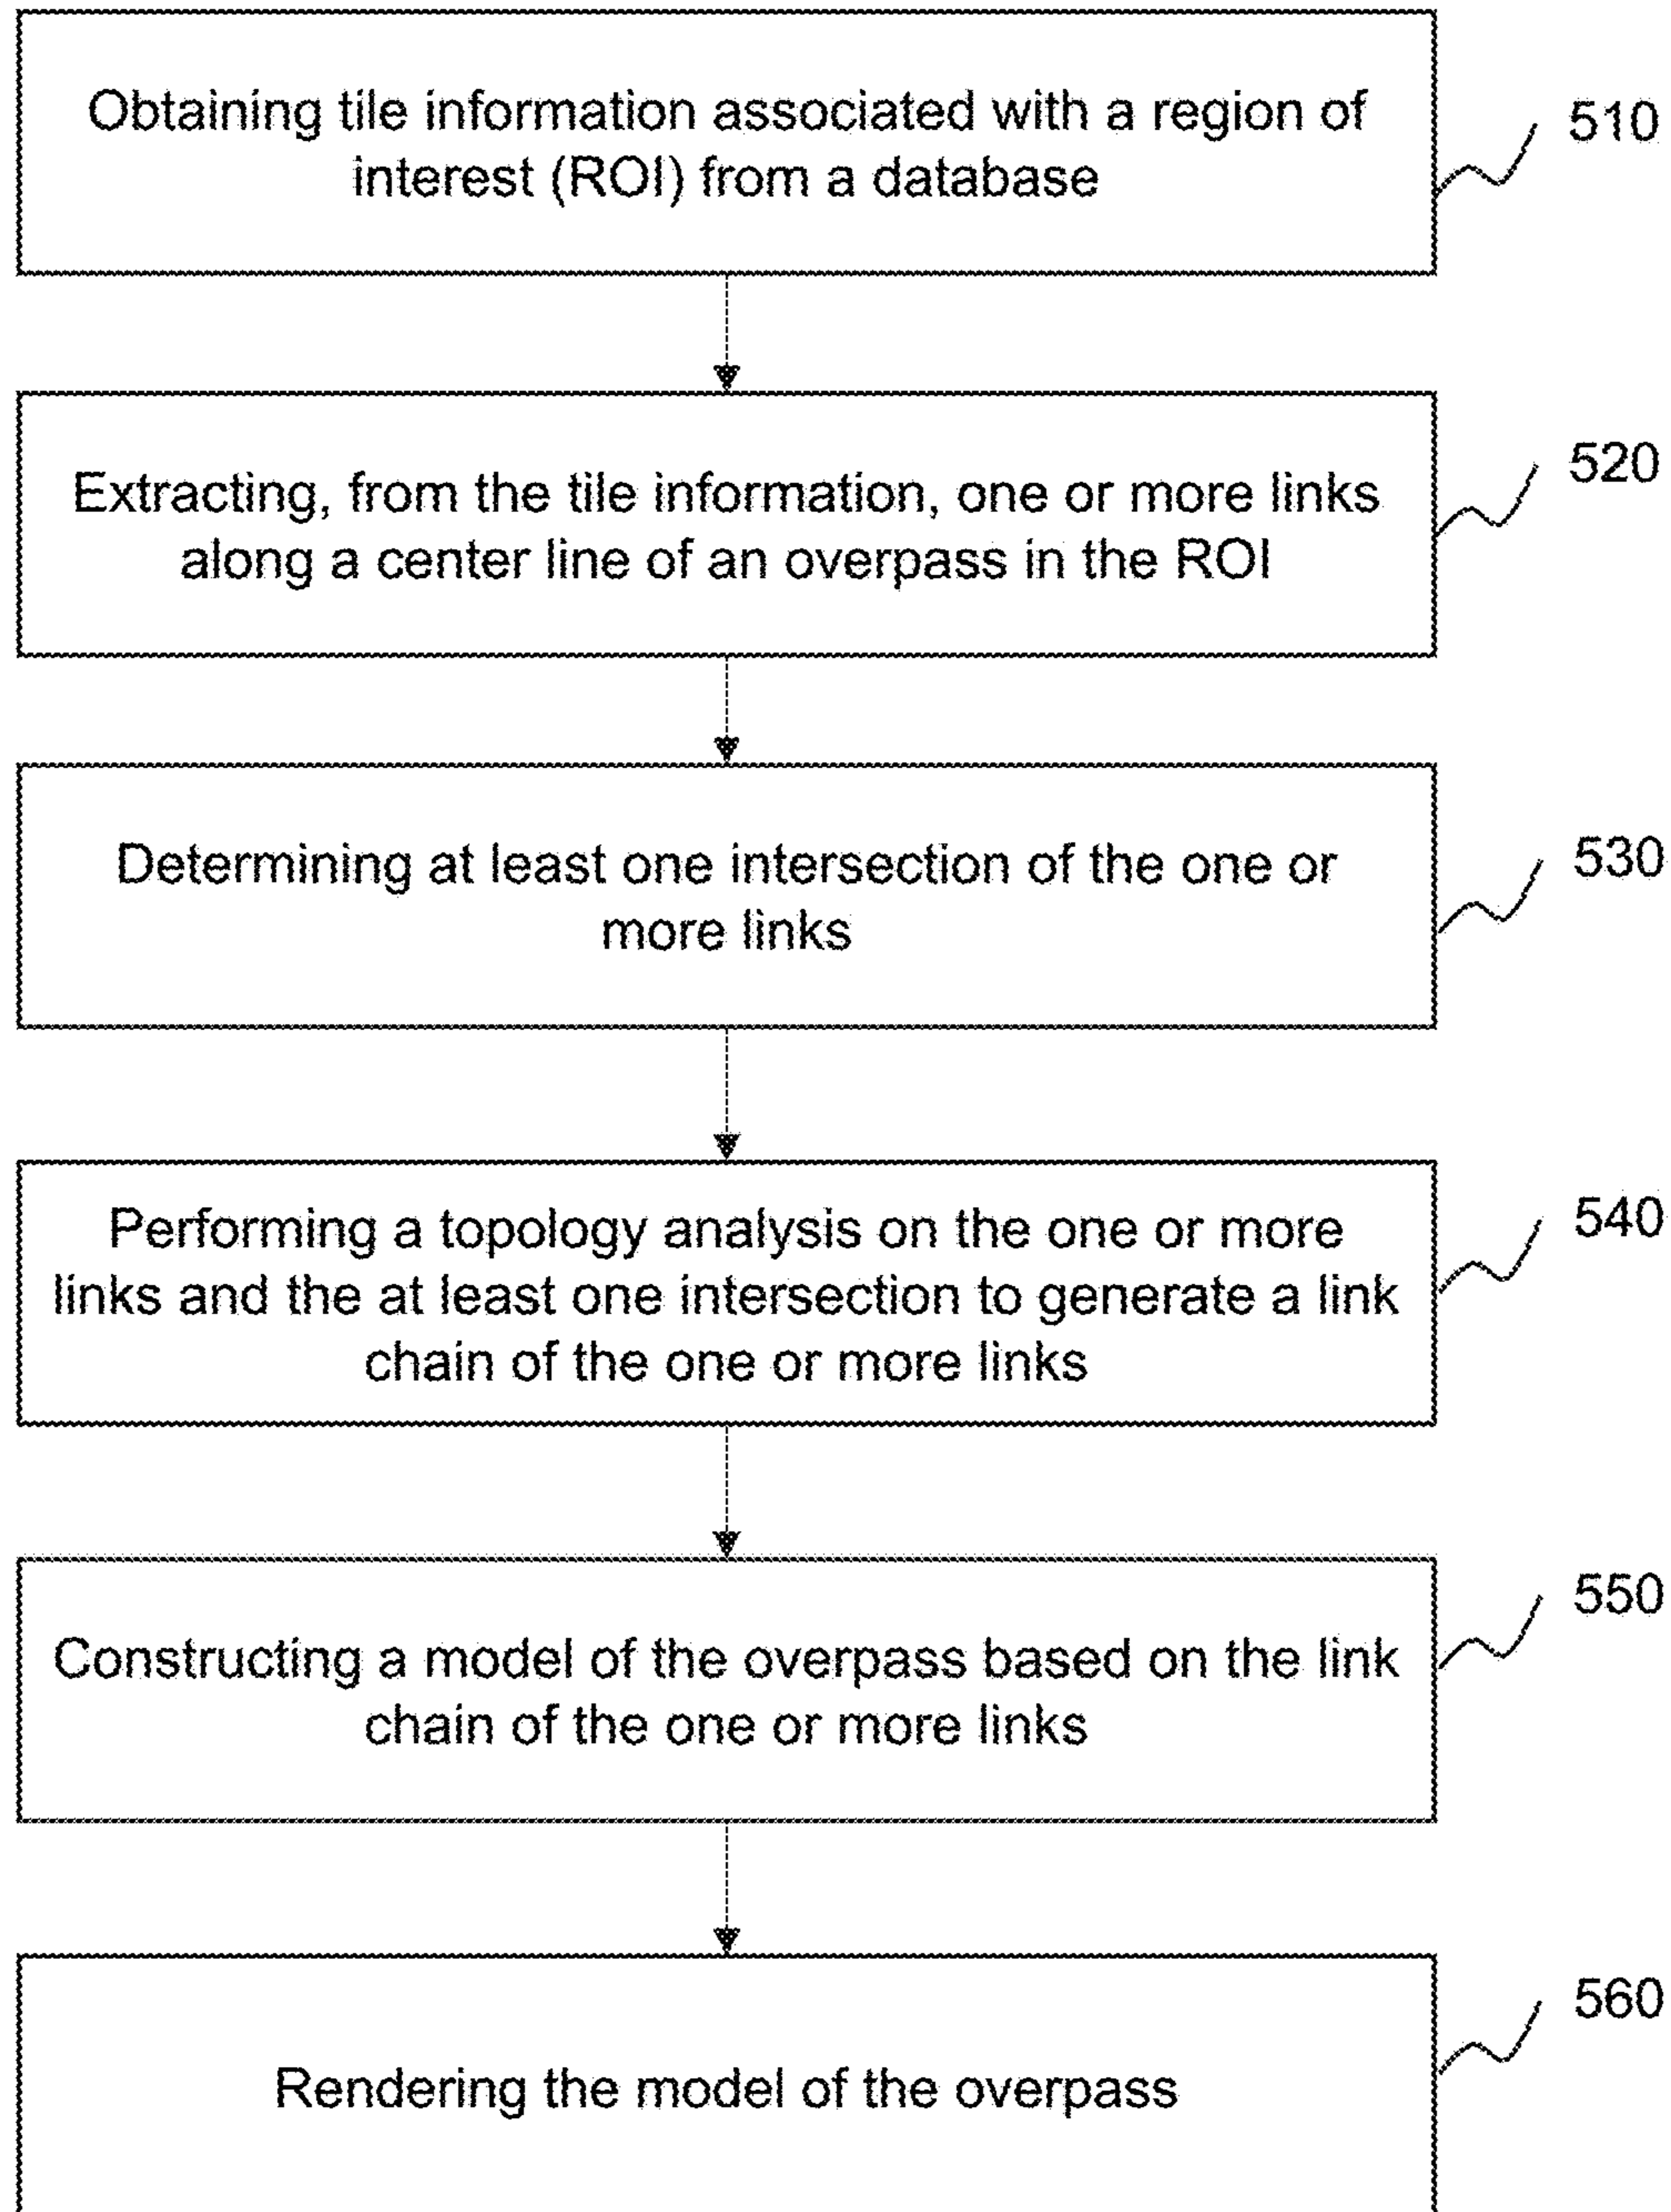 Obtaining tile information associated with a region of
interest (ROI) from a database
510
Extracting, from the tile information, one or more links
along a center line of an overpass in the ROI
520
Determining at least one intersection of the one or
more links
530
Performing a topology analysis on the one or more
links and the at least one intersection to generate a link
chain of the one or more links
540
Constructing a model of the overpass based on the link
chain of the one or more links
550
Rendering the model of the overpass
560